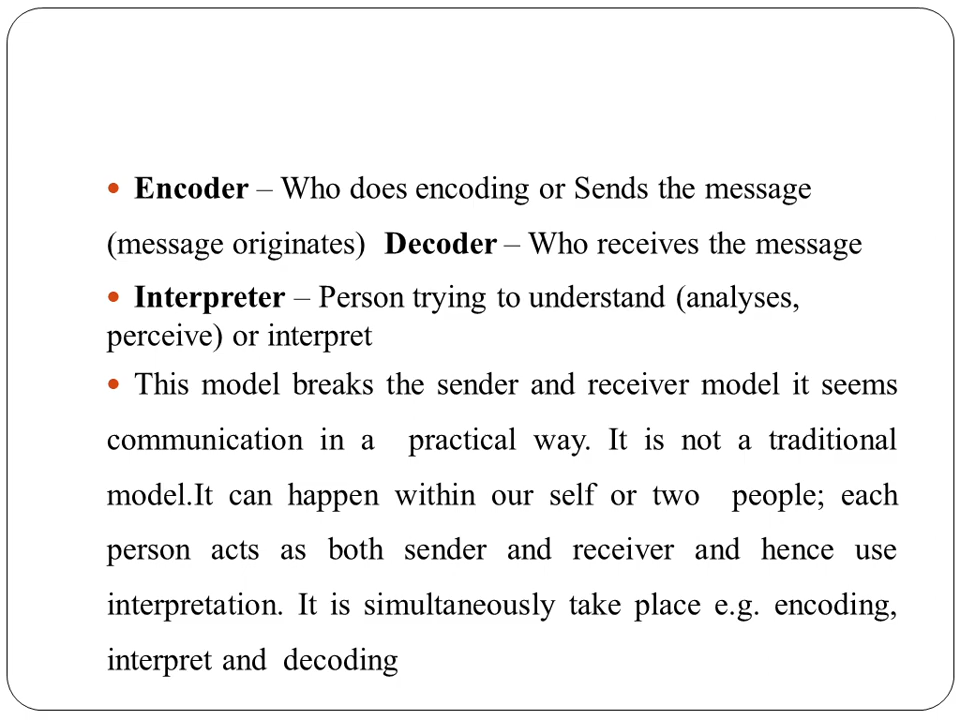 • Encoder – Who does encoding or Sends the message
(message originates) Decoder – Who receives the message
• Interpreter – Person trying to understand (analyses,
perceive) or interpret
• This model breaks the sender and receiver model it seems
communication in a practical way. It is not a traditional
model.It can happen within our self or two people; each
person acts as both sender and receiver and hence use
interpretation. It is simultaneously take place e.g. encoding,
interpret and decoding